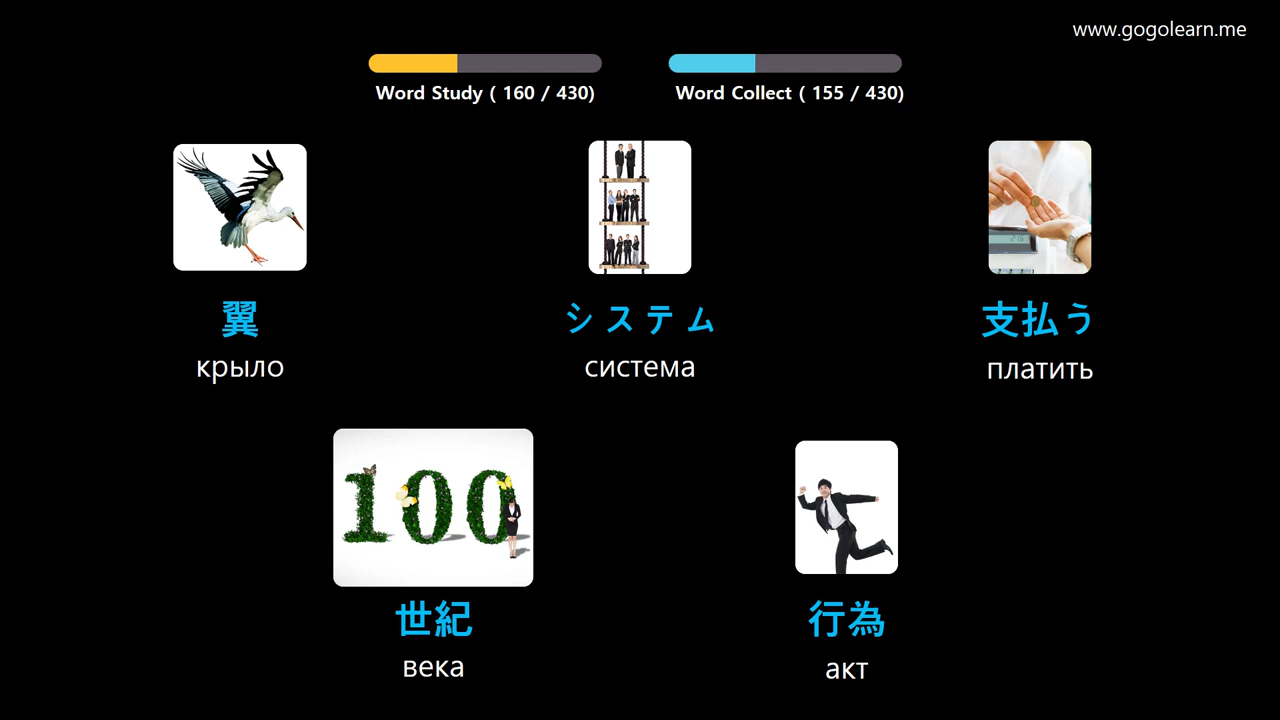 www.gogolearn.me
Word Study ( 160 / 430)
Word Collect ( 155 / 430)
翼
システム
支払う
крыло
система
платить
100
世紀
行為
века
акт